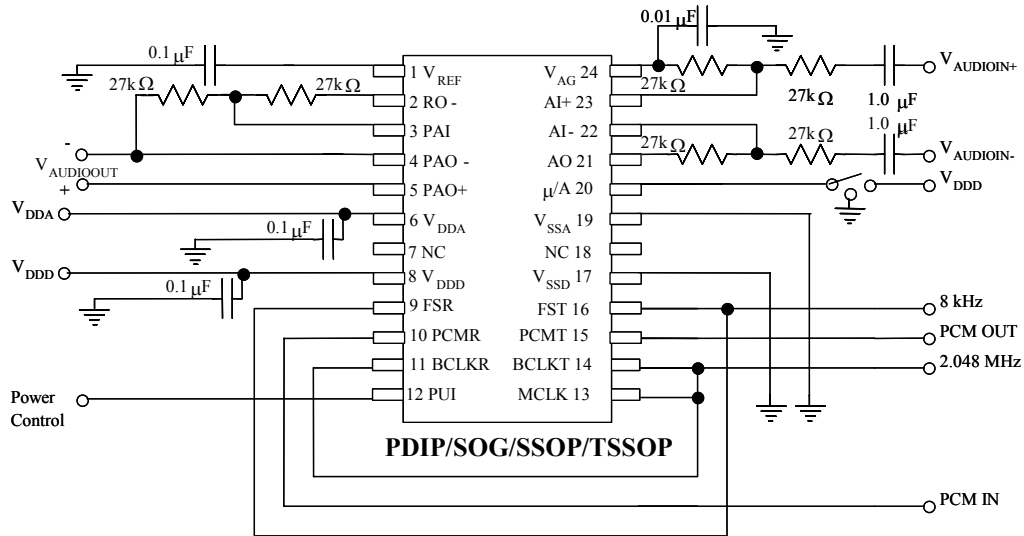 0.01 μF
0.1 μF
27kΩ
27kΩ
1 VREF
2 RO -
3 PAI
4 PAO -
5 PAO+
6 VDDA
7 NC
8 VDDD
9 FSR
10 PCMR
11 BCLKR
12 PUI
VAG 24
AI+ 23
AI- 22
AO 21
μ/A 20
VSSA 19
NC 18
VSSD 17
FST 16
PCMT 15
BCLKT 14
MCLK 13
-
VAUDIOOUT
+
VDDA
0.1 μF
VDDD
0.1 μF
Power
Control
27kΩ
27kΩ
1.0 μF
VAUDIOIN+
27kΩ
27kΩ
1.0 μF
VAUDIOIN-
VDDD
8 kHz
PCM OUT
2.048 MHz
PCM IN
PDIP/SOG/SSOP/TSSOP